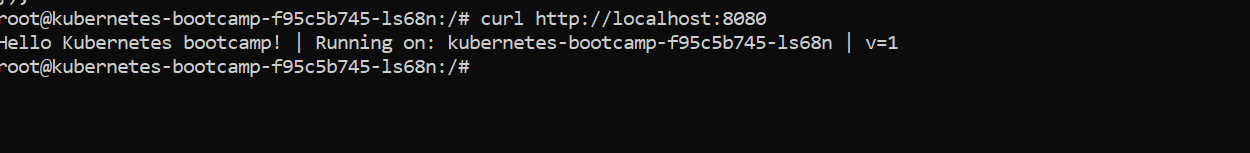 root@kubernetes-bootcamp-f95c5b745-ls68n:/# curl http://localhost:8080
Hello Kubernetes bootcamp! | Running on: kubernetes-bootcamp-f95c5b745-ls68n | v=1
root@kubernetes-bootcamp-f95c5b745-ls68n:/#